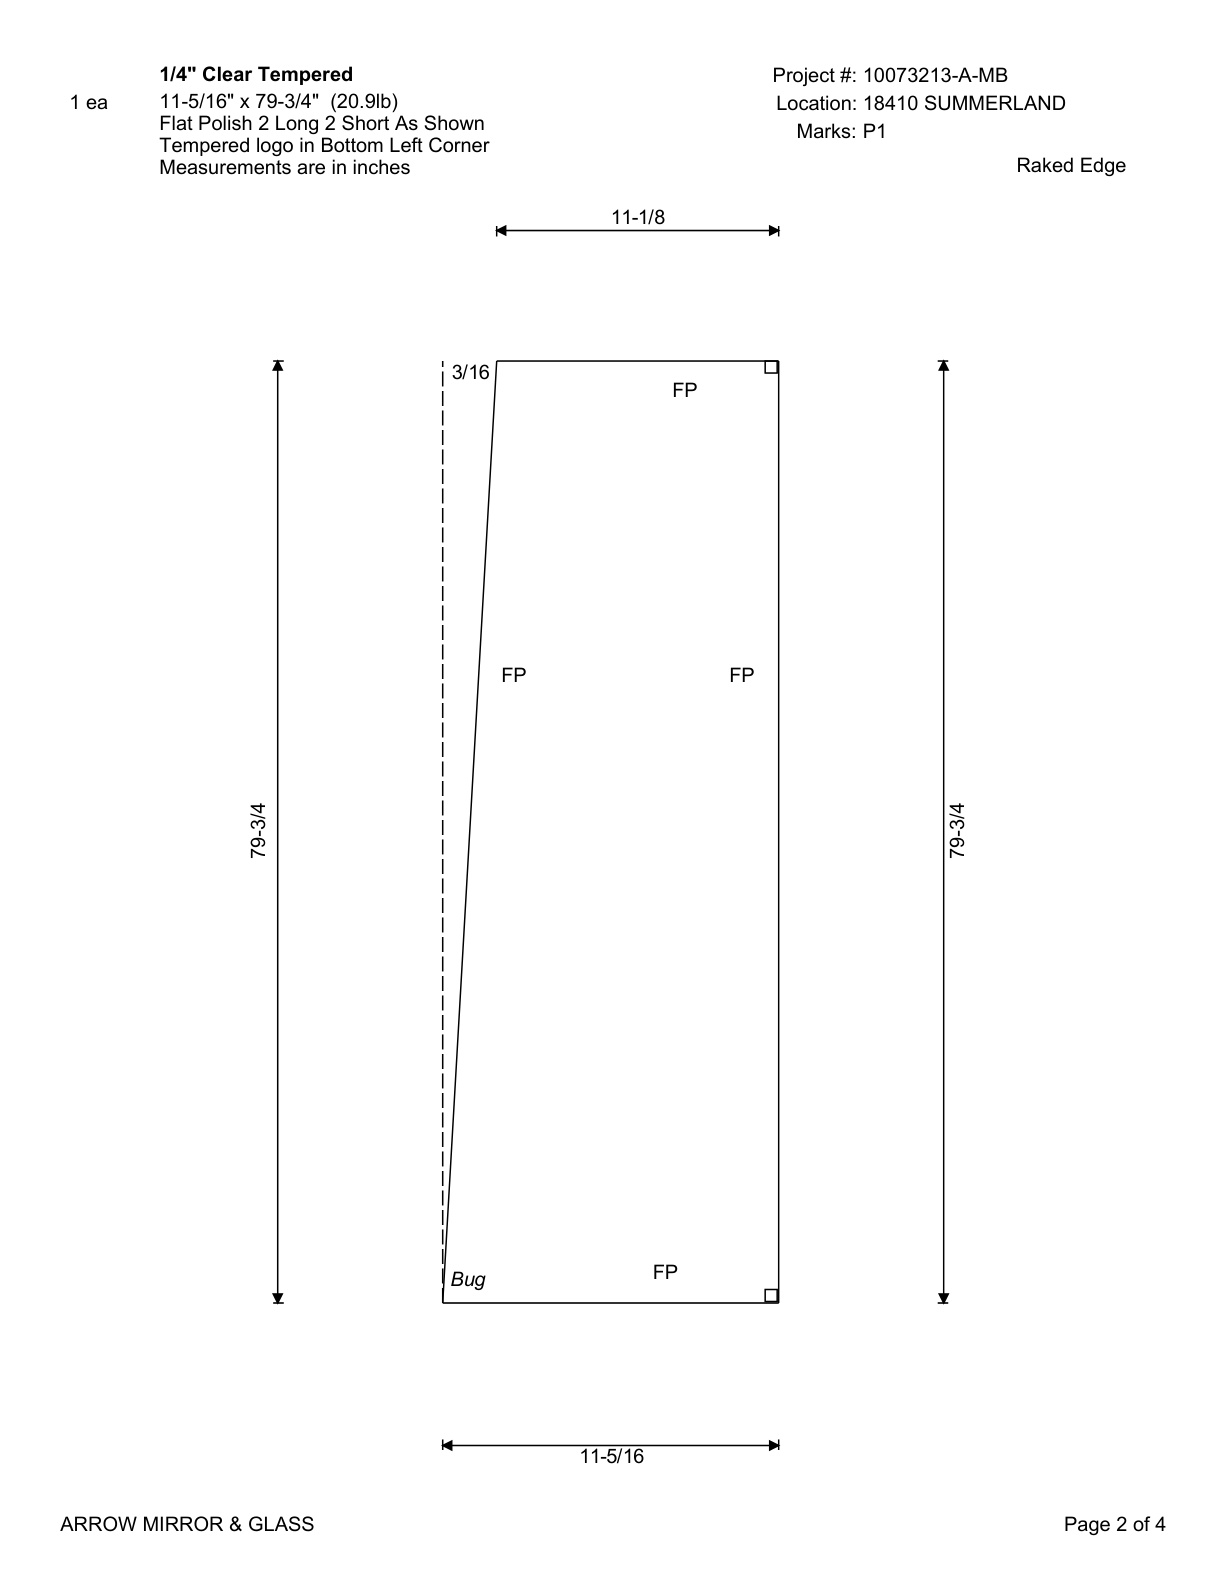 1/4" Clear Tempered
1 ea
11-5/16" x 79-3/4" (20.9lb)
Flat Polish 2 Long 2 Short As Shown
Tempered logo in Bottom Left Corner
Measurements are in inches
Project #: 10073213-A-MB
Location: 18410 SUMMERLAND
Marks: P1
Raked Edge
11-1/8
3/16
FP
FP
FP
79-3/4
79-3/4
FP
Bug
11-5/16
ARROW MIRROR & GLASS
Page 2 of 4